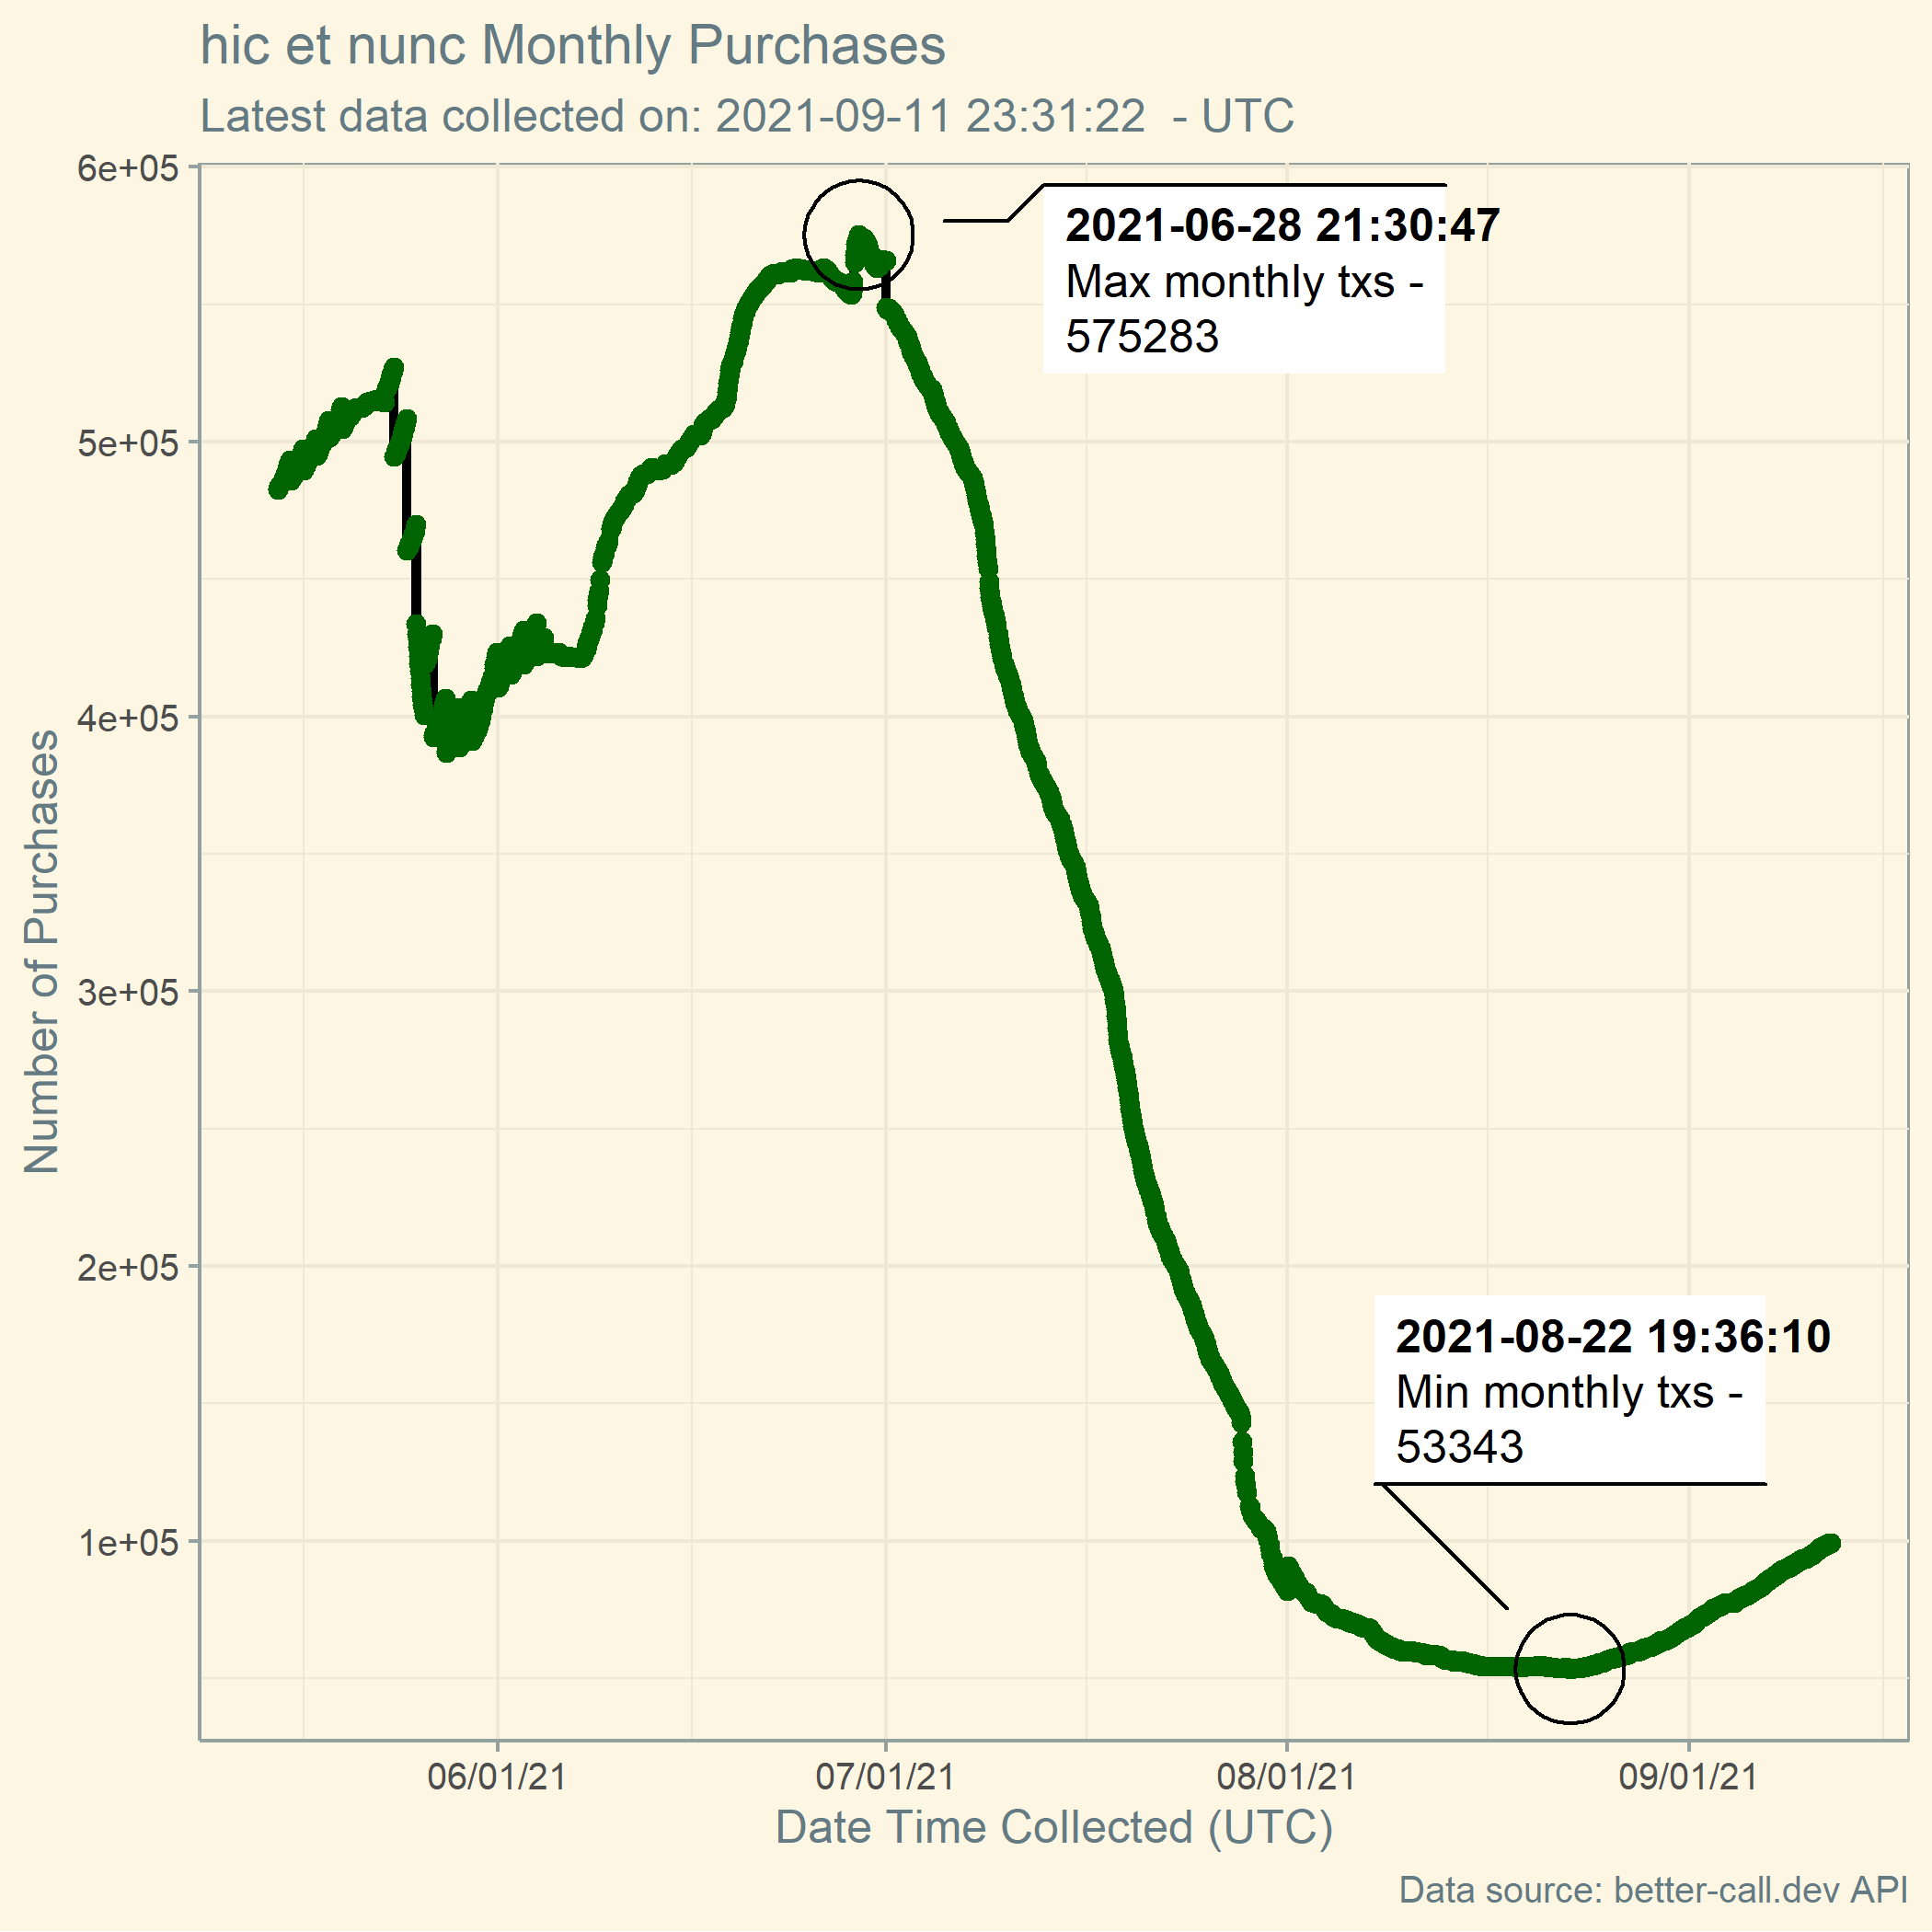 hic et nunc Monthly Purchases
Latest data collected on: 2021-09-11 23:31:22  - UTC
6e+05
5e+05
4e+05
3e+05
2e+05
1e+05
Number of Purchases
2021-06-28 21:30:47
Max monthly txs -
575283
2021-08-22 19:36:10
Min monthly txs -
53343
06/01/21
07/01/21
08/01/21
09/01/21
Date Time Collected (UTC)
Data source: better-call.dev API